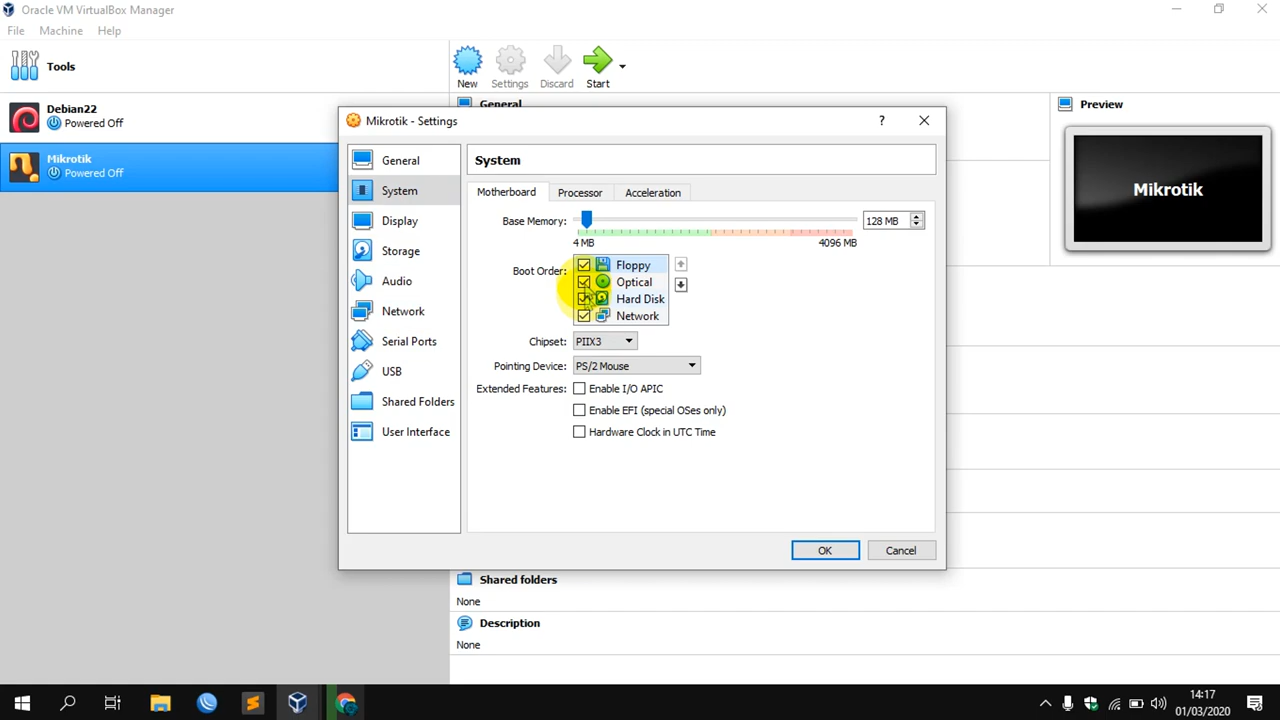 Oracle VM VirtualBox Manager
File Machine Help
Tools
New Settings Discard Start
Debian22
Powered Off
Mikrotik
Powered Off
General
Preview
Mikrotik
Mikrotik - Settings
?
General
System
Display
Storage
Audio
Network
Serial Ports
USB
Shared Folders
User Interface
System
Motherboard Processor Acceleration
Base Memory: 128 MB
4 MB 4096 MB
Boot Order: Floppy
Optical
Hard Disk
Network
Chipset: PIIX3
Pointing Device: PS/2 Mouse
Extended Features: Enable I/O APIC
Enable EFI (special OSes only)
Hardware Clock in UTC Time
OK Cancel
Shared folders
None
Description
None
14:17
01/03/2020